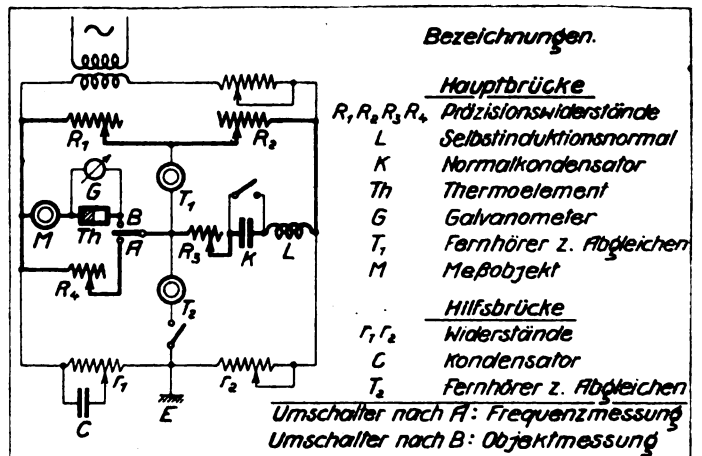 ~
R₁
R₂
T₁
G
M
Th
B
A
R₃
K
L
R₄
T₂
r₁
r₂
C
E
Bezeichnungen.
Hauptbrücke
R₁ R₂ R₃ R₄ Präzisionswiderstände
L Selbstinduktionsnormal
K Normalkondensator
Th Thermoelement
G Galvanometer
T₁ Fernhörer z. Abgleichen
M Meßobjekt
Hilfsbrücke
r₁ r₂ Widerstände
C Kondensator
T₂ Fernhörer z. Abgleichen
Umschalter nach A: Frequenzmessung
Umschalter nach B: Objektmessung